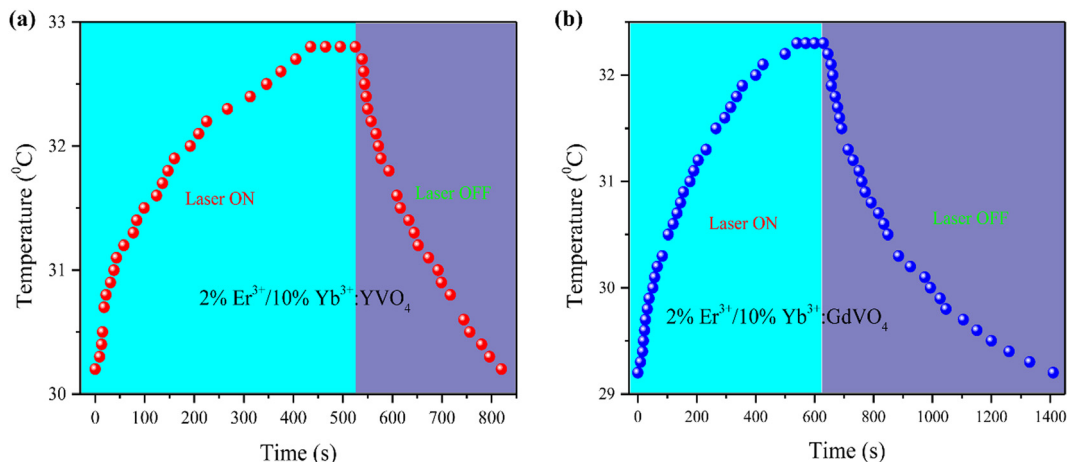 (a)
33
32
31
30
Temperature (⁰C)
Laser ON
Laser OFF
2% Er³⁺/10% Yb³⁺:YVO₄
0 100 200 300 400 500 600 700 800
Time (s)
(b)
32
31
30
29
Temperature (⁰C)
Laser ON
Laser OFF
2% Er³⁺/10% Yb³⁺:GdVO₄
0 200 400 600 800 1000 1200 1400
Time (s)